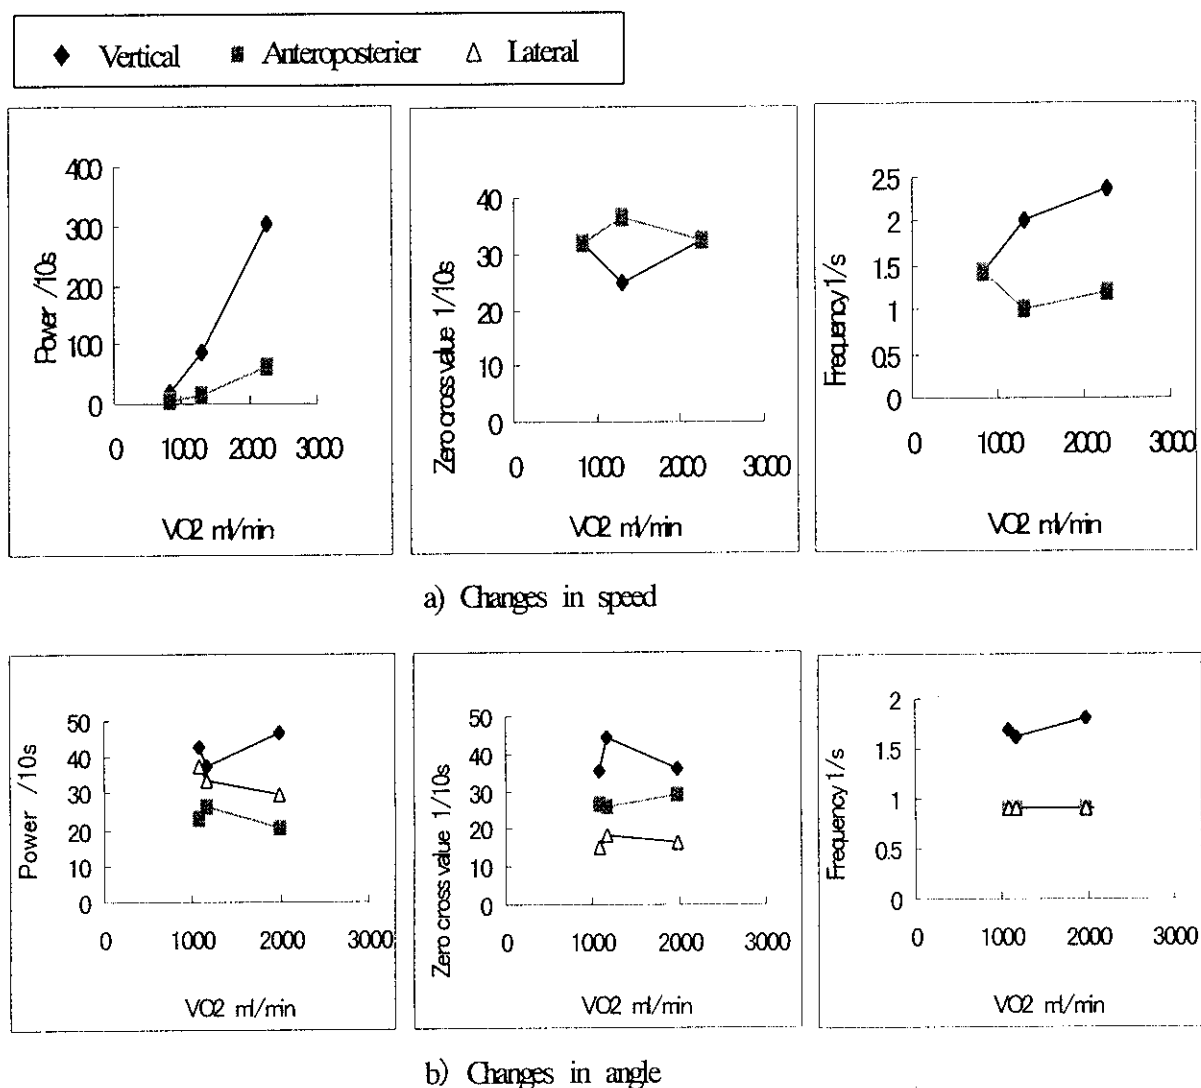 Vertical Anteroposterier Lateral
Power /10s
400
300
200
100
0
0 1000 2000 3000
VO2 ml/min
Zero cross value 1/10s
40
30
20
10
0
0 1000 2000 3000
VO2 ml/min
Frequency 1/s
25
2
1.5
1
05
0
0 1000 2000 3000
VO2 ml/min
a) Changes in speed
Power /10s
50
40
30
20
10
0
0 1000 2000 3000
VO2 ml/min
Zero cross value 1/10s
50
40
30
20
10
0
0 1000 2000 3000
VO2 ml/min
Frequency 1/s
2
1.5
1
0.5
0
0 1000 2000 3000
VO2 ml/min
b) Changes in angle